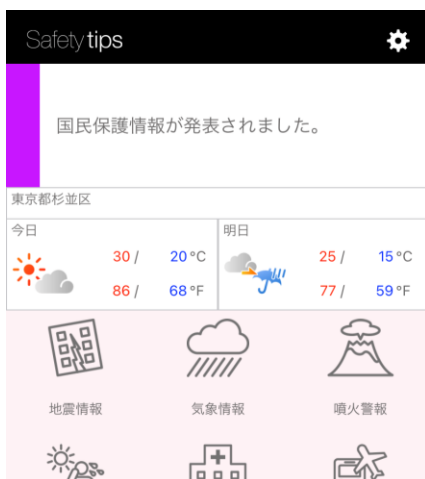 Safety tips
国民保護情報が発表されました。
東京都杉並区
今日
30 / 20 °C
86 / 68 °F
明日
25 / 15 °C
77 / 59 °F
地震情報 気象情報 噴火警報